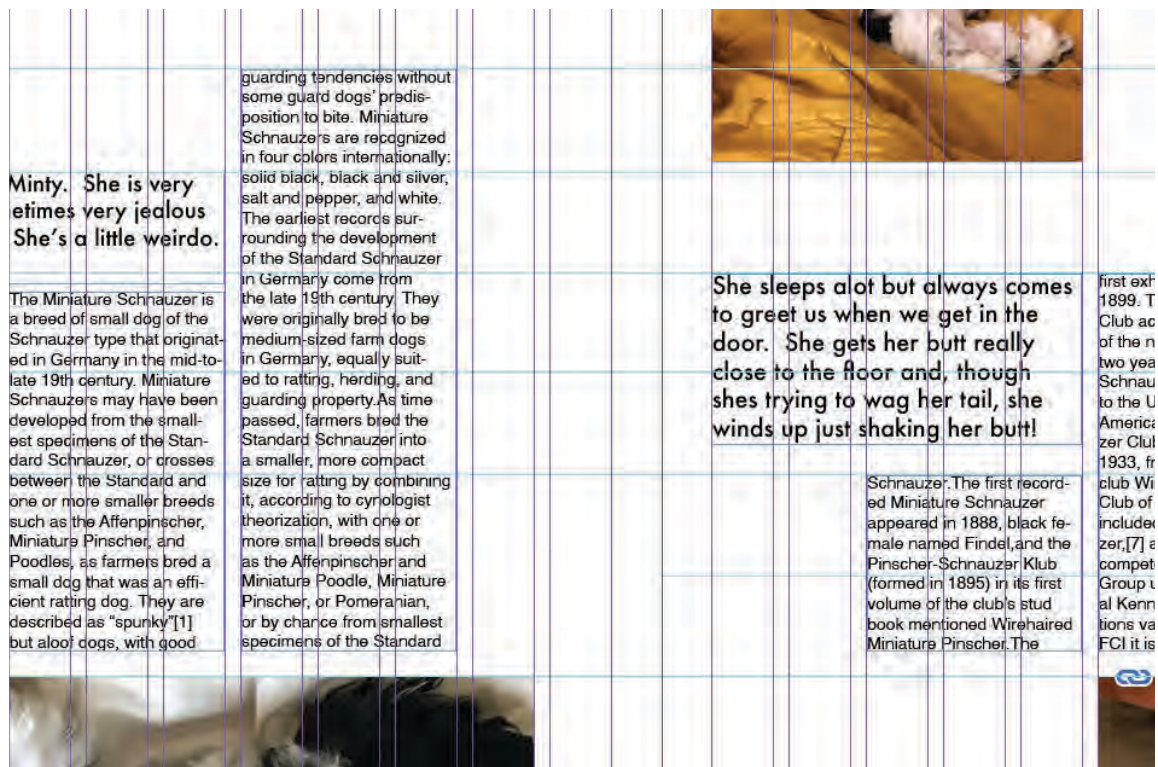 Minty.  She is very
etimes very jealous
She's a little weirdo.
The Miniature Schnauzer is
a breed of small dog of the
Schnauzer type that originat-
ed in Germany in the mid-to-
late 19th century. Miniature
Schnauzers may have been
developed from the small-
est specimens of the Stan-
dard Schnauzer, or crosses
between the Standard and
one or more smaller breeds
such as the Affenpinscher,
Miniature Pinscher, and
Poodles, as farmers bred a
small dog that was an effi-
cient ratting dog. They are
described as “spunky”[1]
but aloof dogs, with good
guarding tendencies without
some guard dogs’ predis-
position to bite. Miniature
Schnauzers are recognized
in four colors internationally:
solid black, black and silver,
salt and pepper, and white.
The earliest records sur-
rounding the development
of the Standard Schnauzer
in Germany come from
the late 19th century. They
were originally bred to be
medium-sized farm dogs
in Germany, equally suit-
ed to ratting, herding, and
guarding property.As time
passed, farmers bred the
Standard Schnauzer into
a smaller, more compact
size for ratting by combining
it, according to cynologist
theorization, with one or
more small breeds such
as the Affenpinscher and
Miniature Poodle, Miniature
Pinscher, or Pomeranian,
or by chance from smallest
specimens of the Standard
She sleeps alot but always comes
to greet us when we get in the
door.  She gets her butt really
close to the floor and, though
shes trying to wag her tail, she
winds up just shaking her butt!
Schnauzer.The first record-
ed Miniature Schnauzer
appeared in 1888, black fe-
male named Findel,and the
Pinscher-Schnauzer Klub
(formed in 1895) in its first
volume of the club's stud
book mentioned Wirehaired
Miniature Pinscher.The
first exh
1899. T
Club ac
of the n
two yea
Schnau
to the U
America
zer Club
1933, fr
club Wi
Club of
included
zer,[7] a
compete
Group u
al Kenn
tions va
FCI it is